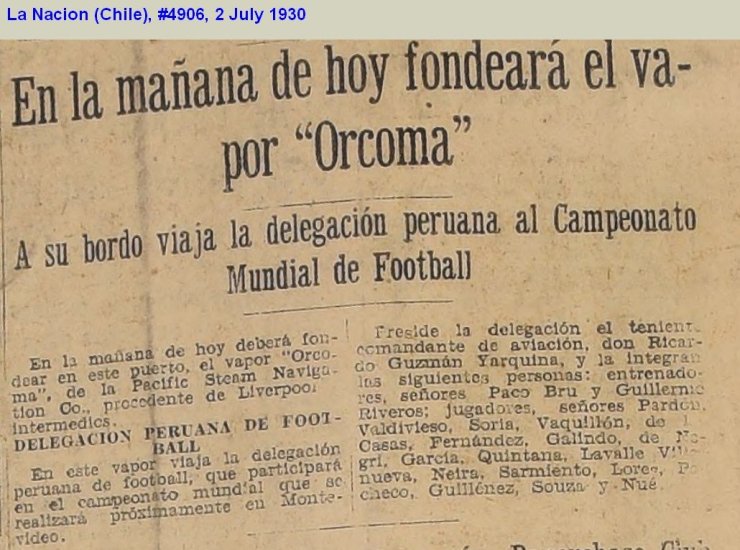 La Nacion (Chile), #4906, 2 July 1930
En la mañana de hoy fondeará el va-
por “Orcoma”
A su bordo viaja la delegación peruana al Campeonato
Mundial de Football
En la mañana de hoy deberá fon-
dear en este puerto, el vapor “Orco-
ma”, de la Pacific Steam Naviga-
tion Co., procedente de Liverpool
intermedios.
DELEGACION PERUANA DE FOOT-
BALL
En este vapor viaja la delegación
peruana de football, que participará
en el campeonato mundial que se
realizará próximamente en Monte-
video.
Preside la delegación el teniente
comandante de aviación, don Ricar-
do Guzmán Yarquina, y la integran
las siguientes personas: entrenado-
res, señores Paco Bru y Guillermo
Riveros; jugadores, señores Pardon,
Valdivieso, Soria, Vaquillón, de
Casas, Fernández, Galindo, de Ne-
gri, García, Quintana, Lavalle Villa-
nueva, Neira, Sarmiento, Lores, Pa-
checo, Guillénez, Souza y Nué.